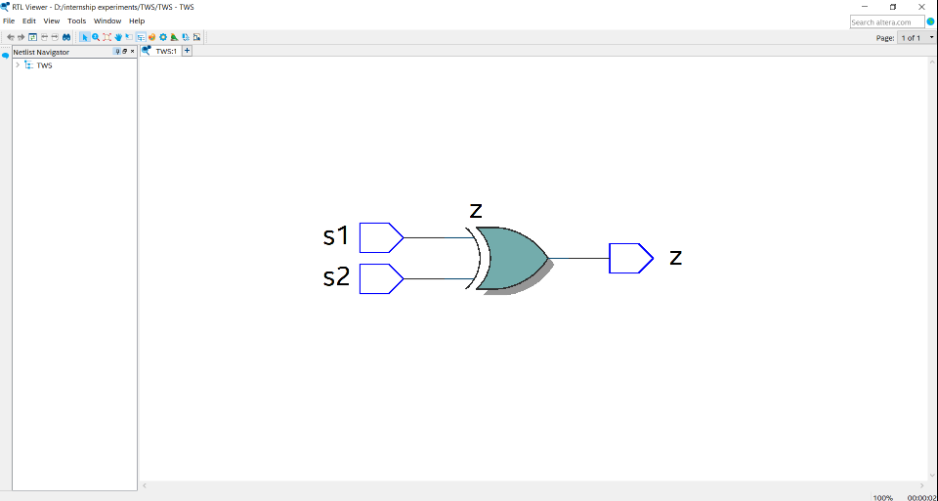 RTL Viewer - D:/internship experiments/TWS/TWS - TWS
File Edit View Tools Window Help
Search altera.com
Page: 1 of 1
Netlist Navigator
TWS:1
TWS
z
s1
s2
z
100% 00:00:02